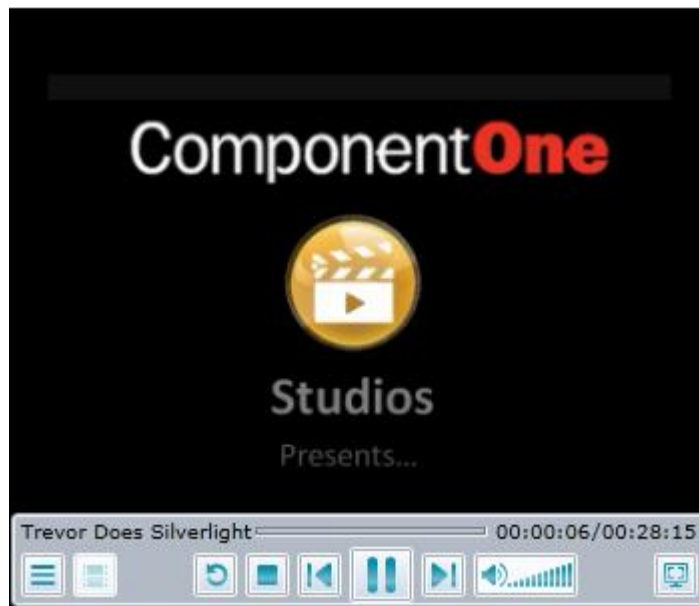 ComponentOne
Studios
Presents...
Trevor Does Silverlight 00:00:06/00:28:15